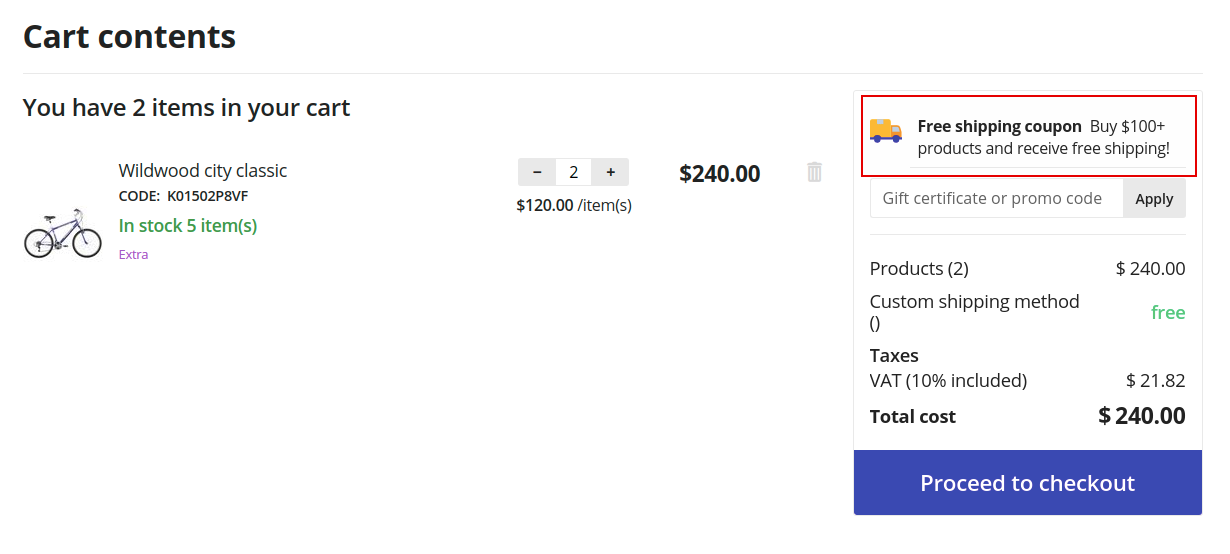 Cart contents
You have 2 items in your cart
Wildwood city classic
CODE: K01502P8VF
In stock 5 item(s)
Extra
− 2 +
$120.00 /item(s)
$240.00
Free shipping coupon Buy $100+
products and receive free shipping!
Gift certificate or promo code Apply
Products (2) $ 240.00
Custom shipping method
() free
Taxes
VAT (10% included) $ 21.82
Total cost $ 240.00
Proceed to checkout